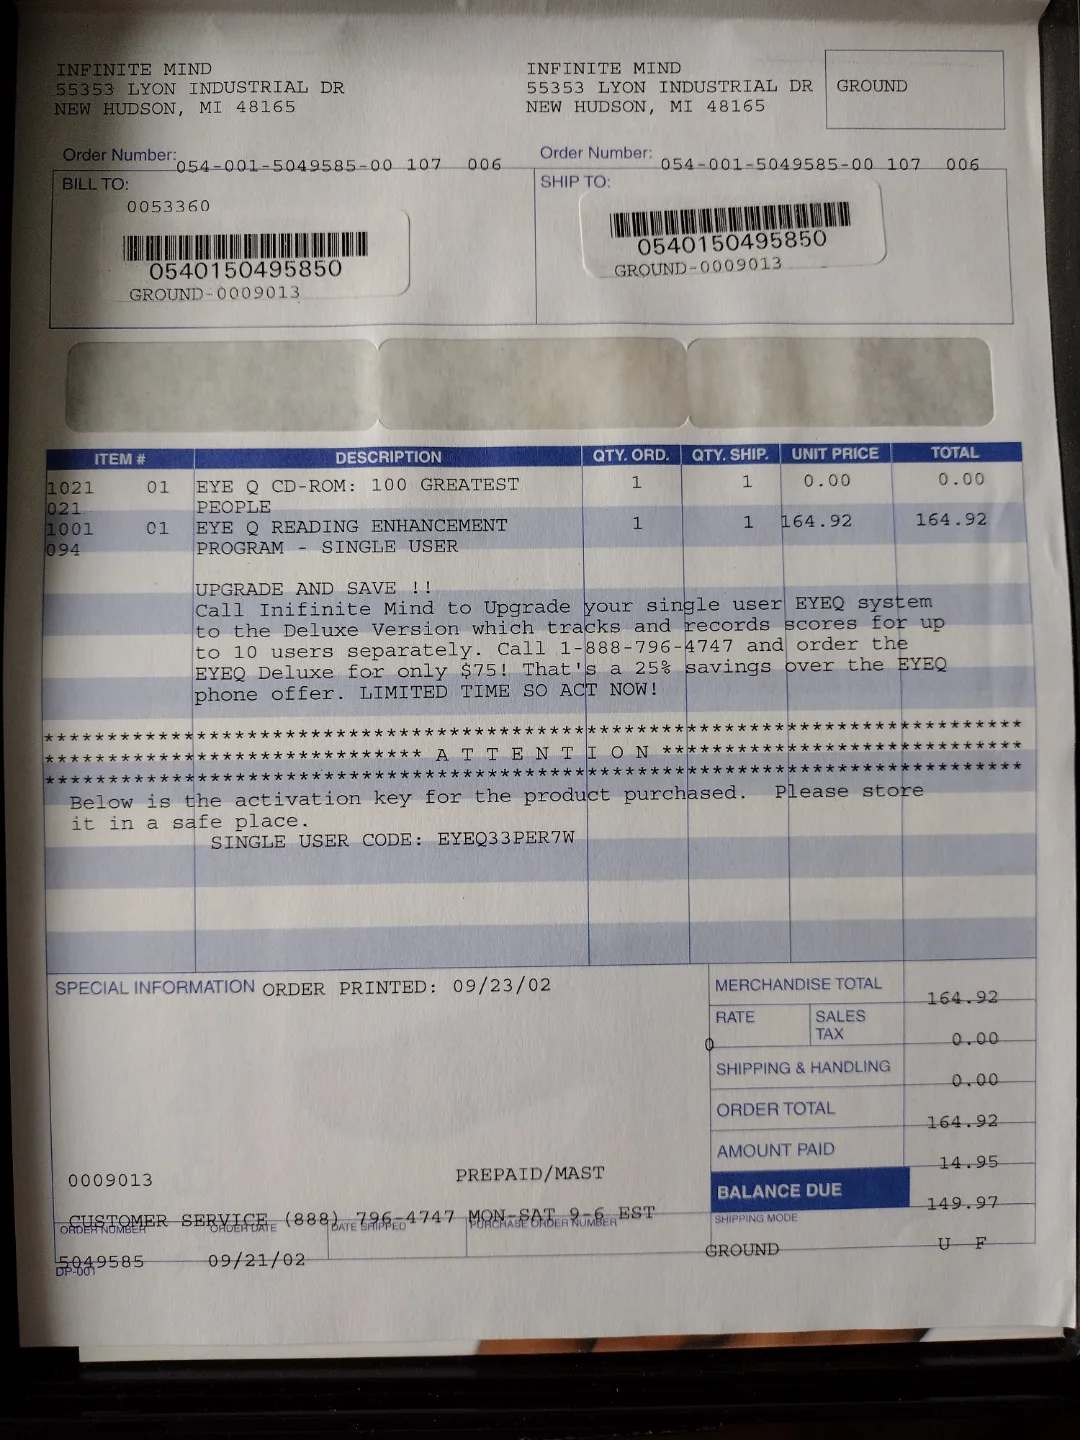 INFINITE MIND
55353 LYON INDUSTRIAL DR
NEW HUDSON, MI 48165
INFINITE MIND
55353 LYON INDUSTRIAL DR
NEW HUDSON, MI 48165
GROUND
Order Number: 054-001-5049585-00 107 006
Order Number: 054-001-5049585-00 107 006
BILL TO:
0053360
0540150495850
GROUND-0009013
SHIP TO:
0540150495850
GROUND-0009013
ITEM # DESCRIPTION QTY. ORD. QTY. SHIP. UNIT PRICE TOTAL
1021 01 EYE Q CD-ROM: 100 GREATEST 1 1 0.00 0.00
021 PEOPLE
1001 01 EYE Q READING ENHANCEMENT 1 1 164.92 164.92
094 PROGRAM - SINGLE USER
UPGRADE AND SAVE !!
Call Inifinite Mind to Upgrade your single user EYEQ system
to the Deluxe Version which tracks and records scores for up
to 10 users separately. Call 1-888-796-4747 and order the
EYEQ Deluxe for only $75! That's a 25% savings over the EYEQ
phone offer. LIMITED TIME SO ACT NOW!
******************************************************************************
****************************** A T T E N T I O N *****************************
******************************************************************************
Below is the activation key for the product purchased. Please store
it in a safe place.
SINGLE USER CODE: EYEQ33PER7W
SPECIAL INFORMATION ORDER PRINTED: 09/23/02
MERCHANDISE TOTAL 164.92
RATE 0 SALES TAX 0.00
SHIPPING & HANDLING 0.00
ORDER TOTAL 164.92
AMOUNT PAID 14.95
BALANCE DUE 149.97
0009013 PREPAID/MAST
CUSTOMER SERVICE (888) 796-4747 MON-SAT 9-6 EST
ORDER NUMBER ORDER DATE DATE SHIPPED PURCHASE ORDER NUMBER SHIPPING MODE
5049585 09/21/02 GROUND U F
DP-001